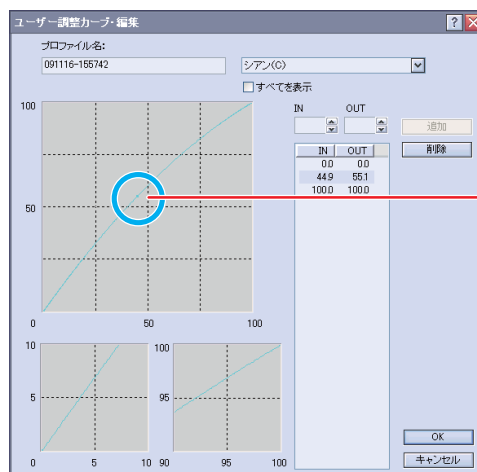 ユーザー調整カーブ・編集
プロファイル名:
091116-155742
シアン(C)
すべてを表示
IN OUT
追加
IN OUT
削除
0.0 0.0
44.9 55.1
100.0 100.0
100
50
0 50 100
10
5
0 5 10
100
95
90 95 100
OK
キャンセル